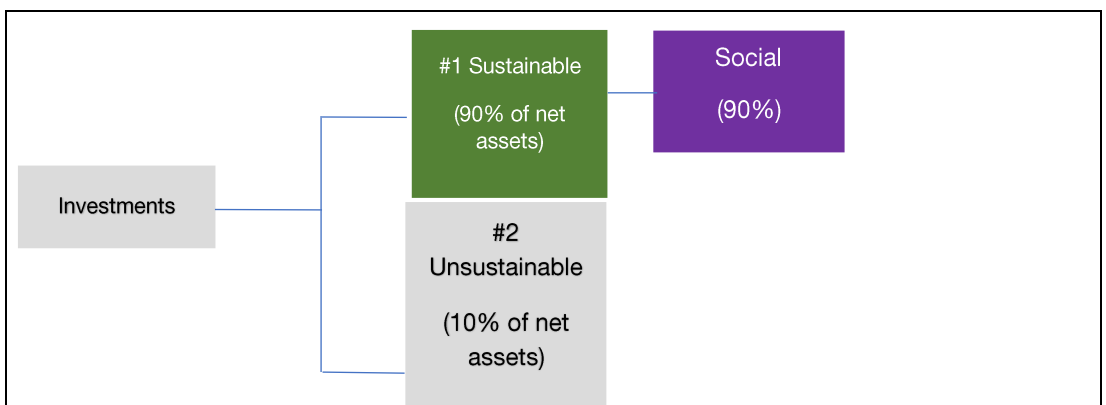 #1 Sustainable
(90% of net
assets)
Social
(90%)
Investments
#2
Unsustainable
(10% of net
assets)